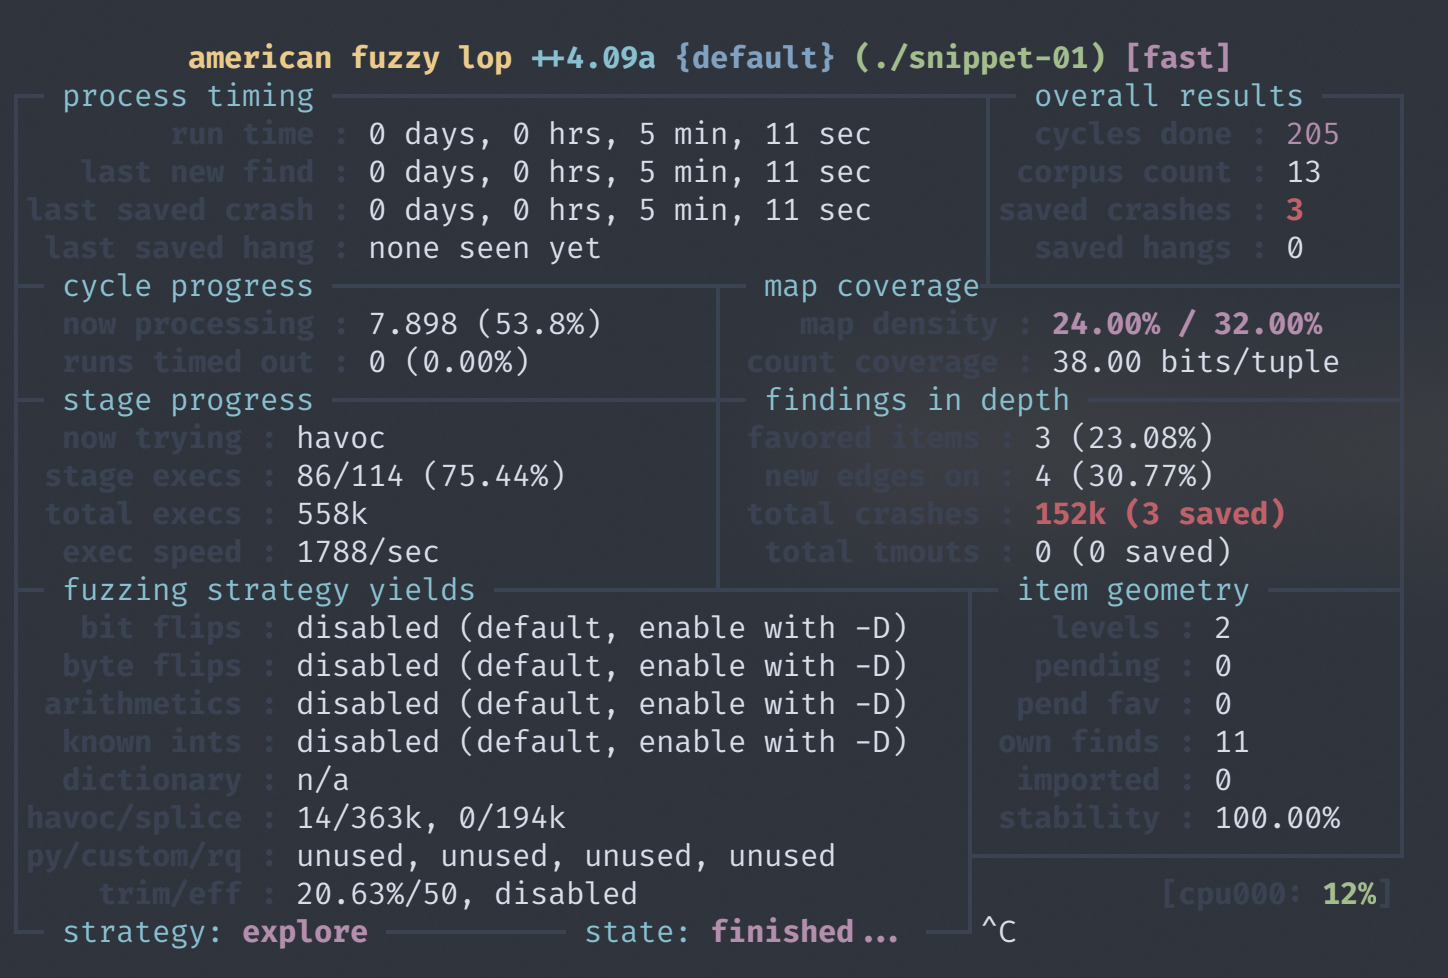 american fuzzy lop ++4.09a {default} (./snippet-01) [fast]
process timing overall results
run time : 0 days, 0 hrs, 5 min, 11 sec cycles done : 205
last new find : 0 days, 0 hrs, 5 min, 11 sec corpus count : 13
last saved crash : 0 days, 0 hrs, 5 min, 11 sec saved crashes : 3
last saved hang : none seen yet saved hangs : 0
cycle progress map coverage
now processing : 7.898 (53.8%) map density : 24.00% / 32.00%
runs timed out : 0 (0.00%) count coverage : 38.00 bits/tuple
stage progress findings in depth
now trying : havoc favored items : 3 (23.08%)
stage execs : 86/114 (75.44%) new edges on : 4 (30.77%)
total execs : 558k total crashes : 152k (3 saved)
exec speed : 1788/sec total tmouts : 0 (0 saved)
fuzzing strategy yields item geometry
bit flips : disabled (default, enable with -D) levels : 2
byte flips : disabled (default, enable with -D) pending : 0
arithmetics : disabled (default, enable with -D) pend fav : 0
known ints : disabled (default, enable with -D) own finds : 11
dictionary : n/a imported : 0
havoc/splice : 14/363k, 0/194k stability : 100.00%
py/custom/rq : unused, unused, unused, unused
trim/eff : 20.63%/50, disabled [cpu000: 12%]
strategy: explore state: finished... ^C